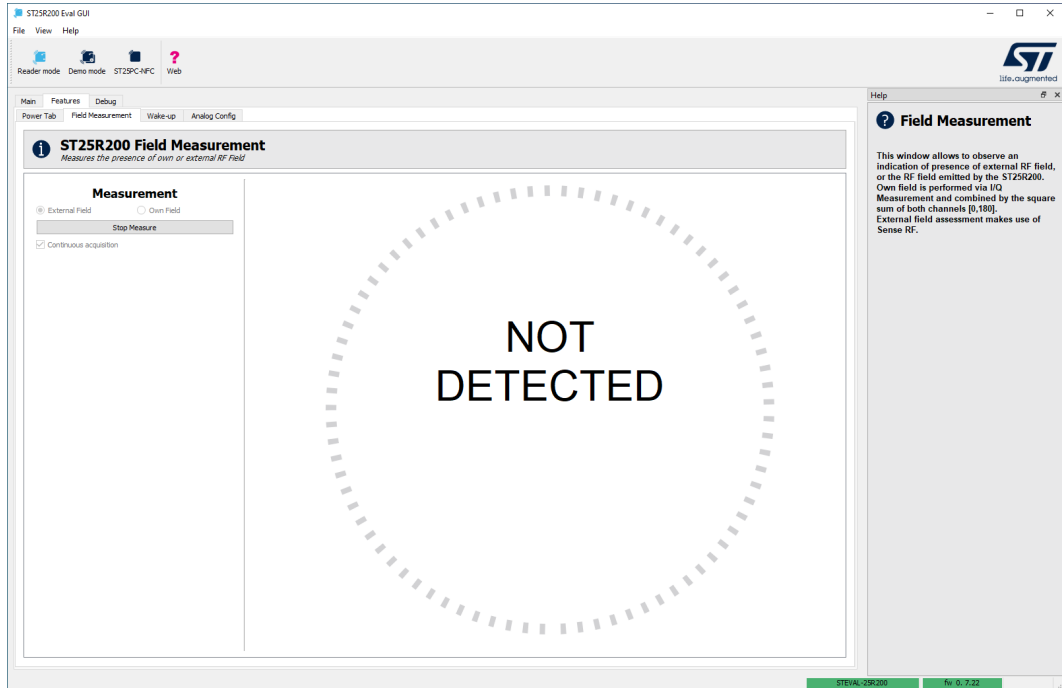 ST25R200 Eval GUI
File View Help
Reader mode Demo mode ST25PC-NFC ? Web
life.augmented
Main Features Debug
Power Tab Field Measurement Wake-up Analog Config
i ST25R200 Field Measurement
Measures the presence of own or external RF Field
Measurement
External Field Own Field
Stop Measure
Continuous acquisition
NOT
DETECTED
Help
? Field Measurement
This window allows to observe an
indication of presence of external RF field,
or the RF field emitted by the ST25R200.
Own field is performed via I/Q
Measurement and combined by the square
sum of both channels [0,180].
External field assessment makes use of
Sense RF.
STEVAL-25R200 fw 0.7.22